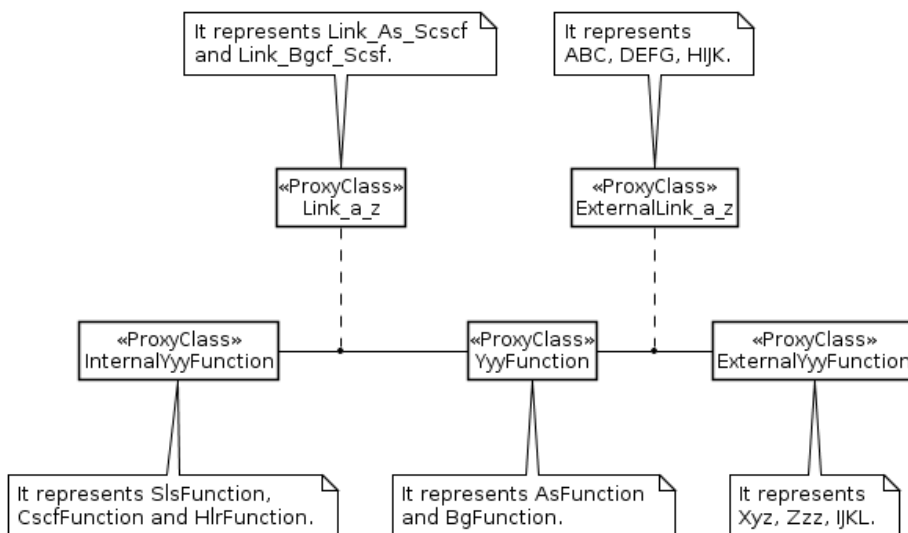 It represents Link_As_Scscf
and Link_Bgcf_Scsf.
It represents
ABC, DEFG, HIJK.
«ProxyClass»
Link_a_z
«ProxyClass»
ExternalLink_a_z
«ProxyClass»
InternalYyyFunction
«ProxyClass»
YyyFunction
«ProxyClass»
ExternalYyyFunction
It represents SlsFunction,
CscfFunction and HlrFunction.
It represents AsFunction
and BgFunction.
It represents
Xyz, Zzz, IJKL.